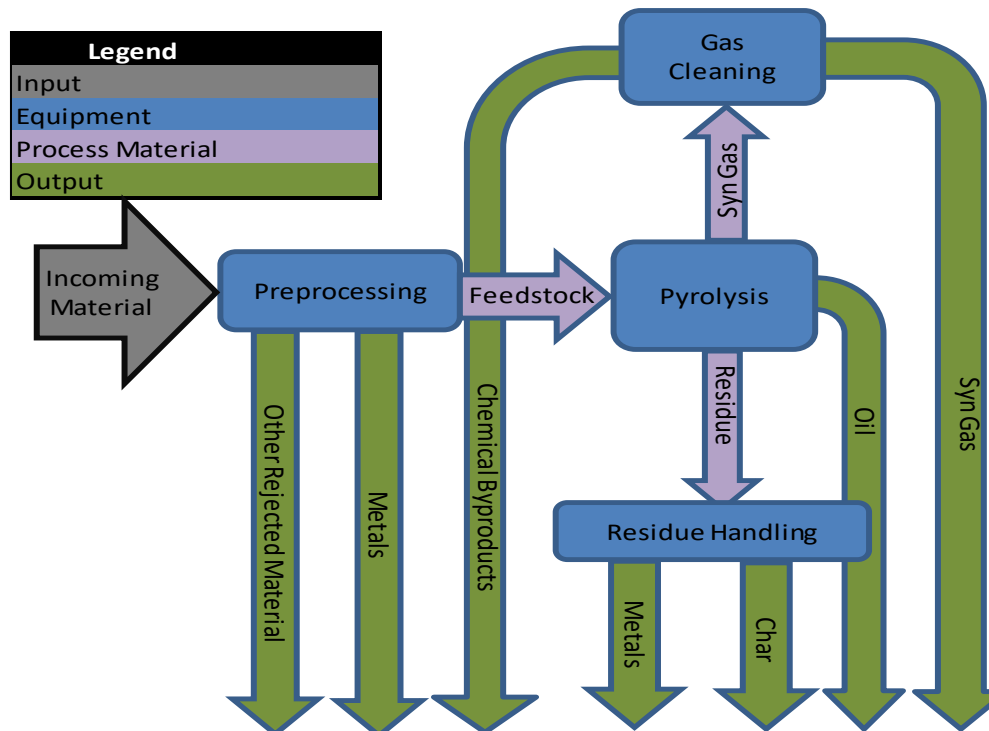 Legend
Input
Equipment
Process Material
Output
Gas
Cleaning
Syn Gas
Incoming
Material
Preprocessing
Feedstock
Pyrolysis
Residue
Other Rejected Material
Metals
Chemical Byproducts
Oil
Syn Gas
Residue Handling
Metals
Char